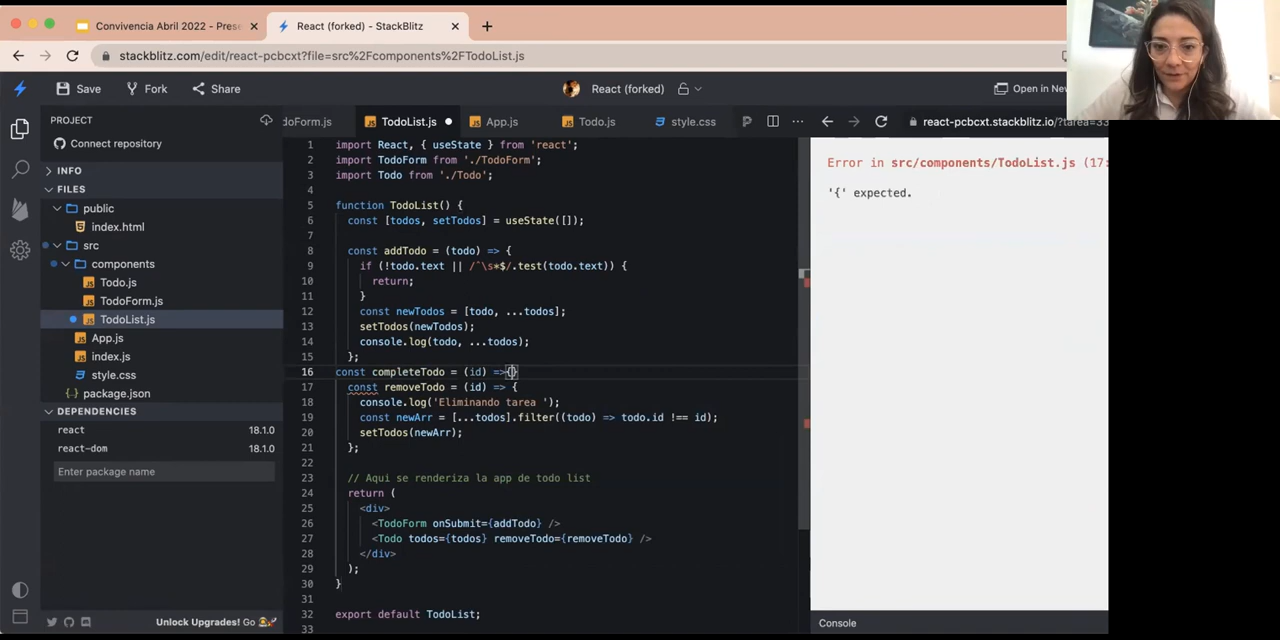 Convivencia Abril 2022 - Prese
React (forked) - StackBlitz
stackblitz.com/edit/react-pcbcxt?file=src%2Fcomponents%2FTodoList.js
Save
Fork
Share
React (forked)
Open in New
PROJECT
Connect repository
INFO
FILES
public
index.html
src
components
Todo.js
TodoForm.js
TodoList.js
App.js
index.js
style.css
package.json
DEPENDENCIES
react 18.1.0
react-dom 18.1.0
Enter package name
Unlock Upgrades! Go
doForm.js
TodoList.js
App.js
Todo.js
style.css
1 import React, { useState } from 'react';
2 import TodoForm from './TodoForm';
3 import Todo from './Todo';
4
5 function TodoList() {
6 const [todos, setTodos] = useState([]);
7
8 const addTodo = (todo) => {
9 if (!todo.text || /^\s*$/.test(todo.text)) {
10 return;
11 }
12 const newTodos = [todo, ...todos];
13 setTodos(newTodos);
14 console.log(todo, ...todos);
15 };
16 const completeTodo = (id) =>{}
17 const removeTodo = (id) => {
18 console.log('Eliminando tarea ');
19 const newArr = [...todos].filter((todo) => todo.id !== id);
20 setTodos(newArr);
21 };
22
23 // Aqui se renderiza la app de todo list
24 return (
25 <div>
26 <TodoForm onSubmit={addTodo} />
27 <Todo todos={todos} removeTodo={removeTodo} />
28 </div>
29 );
30 }
31
32 export default TodoList;
33
react-pcbcxt.stackblitz.io/?tarea=33
Error in src/components/TodoList.js (17:
'{' expected.
Console